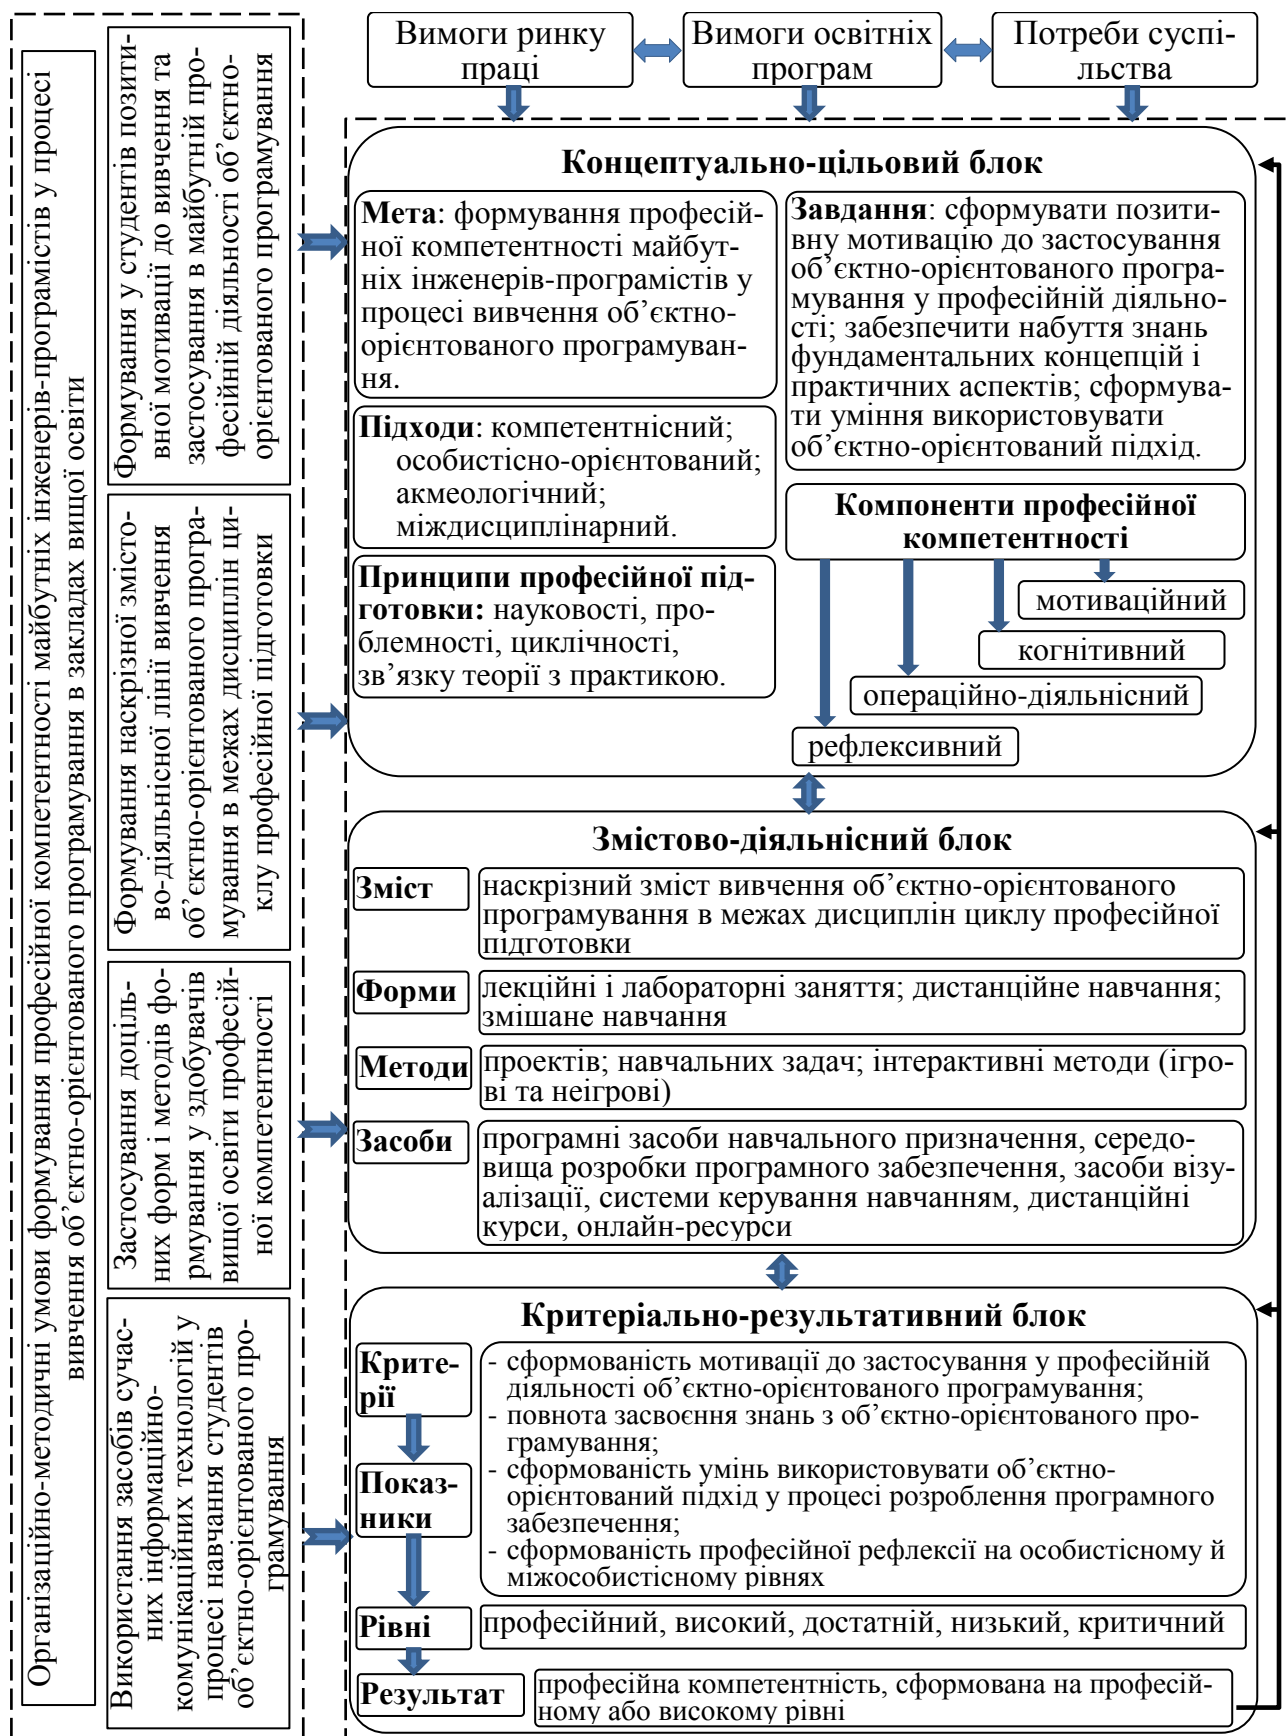 Організаційно-методичні умови формування професійної компетентності майбутніх інженерів-програмістів у процесі
вивчення об’єктно-орієнтованого програмування в закладах вищої освіти
Формування у студентів позити-
вної мотивації до вивчення та
застосування в майбутній про-
фесійній діяльності об’єктно-
орієнтованого програмування
Формування наскрізної змісто-
во-діяльнісної лінії вивчення
об’єктно-орієнтованого програ-
мування в межах дисциплін ци-
клу професійної підготовки
Застосування доціль-
них форм і методів фо-
рмування у здобувачів
вищої освіти професій-
ної компетентності
Використання засобів сучас-
них інформаційно-
комунікаційних технологій у
процесі навчання студентів
об’єктно-орієнтованого про-
грамування
Вимоги ринку
праці
Вимоги освітніх
програм
Потреби суспі-
льства
Концептуально-цільовий блок
Мета: формування професій-
ної компетентності майбут-
ніх інженерів-програмістів у
процесі вивчення об’єктно-
орієнтованого програмуван-
ня.
Підходи: компетентнісний;
особистісно-орієнтований;
акмеологічний;
міждисциплінарний.
Принципи професійної під-
готовки: науковості, про-
блемності, циклічності,
зв’язку теорії з практикою.
Завдання: сформувати позити-
вну мотивацію до застосування
об’єктно-орієнтованого програ-
мування у професійній діяльно-
сті; забезпечити набуття знань
фундаментальних концепцій і
практичних аспектів; сформува-
ти уміння використовувати
об’єктно-орієнтований підхід.
Компоненти професійної
компетентності
мотиваційний
когнітивний
операційно-діяльнісний
рефлексивний
Змістово-діяльнісний блок
Зміст
наскрізний зміст вивчення об’єктно-орієнтованого
програмування в межах дисциплін циклу професійної
підготовки
Форми
лекційні і лабораторні заняття; дистанційне навчання;
змішане навчання
Методи
проектів; навчальних задач; інтерактивні методи (ігро-
ві та неігрові)
Засоби
програмні засоби навчального призначення, середо-
вища розробки програмного забезпечення, засоби візу-
алізації, системи керування навчанням, дистанційні
курси, онлайн-ресурси
Критеріально-результативний блок
Крите-
рії
Показ-
ники
- сформованість мотивації до застосування у професійній
діяльності об’єктно-орієнтованого програмування;
- повнота засвоєння знань з об’єктно-орієнтованого про-
грамування;
- сформованість умінь використовувати об’єктно-
орієнтований підхід у процесі розроблення програмного
забезпечення;
- сформованість професійної рефлексії на особистісному й
міжособистісному рівнях
Рівні
професійний, високий, достатній, низький, критичний
Результат
професійна компетентність, сформована на професій-
ному або високому рівні